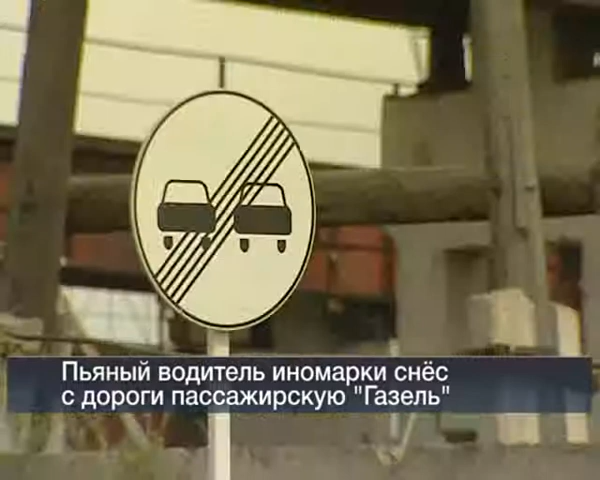 Пьяный водитель иномарки снёс
с дороги пассажирскую "Газель"